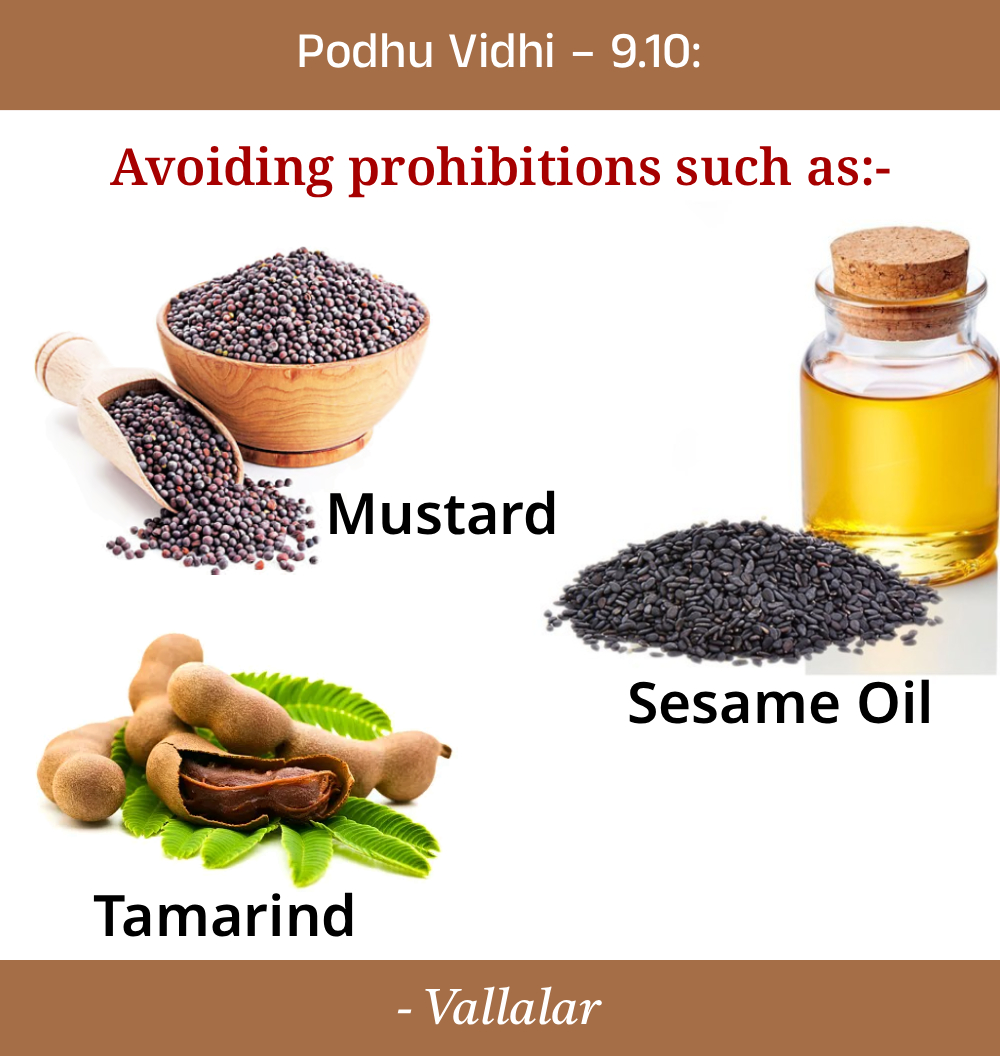 Podhu Vidhi – 9.10:
Avoiding prohibitions such as:-
Mustard
Sesame Oil
Tamarind
- Vallalar